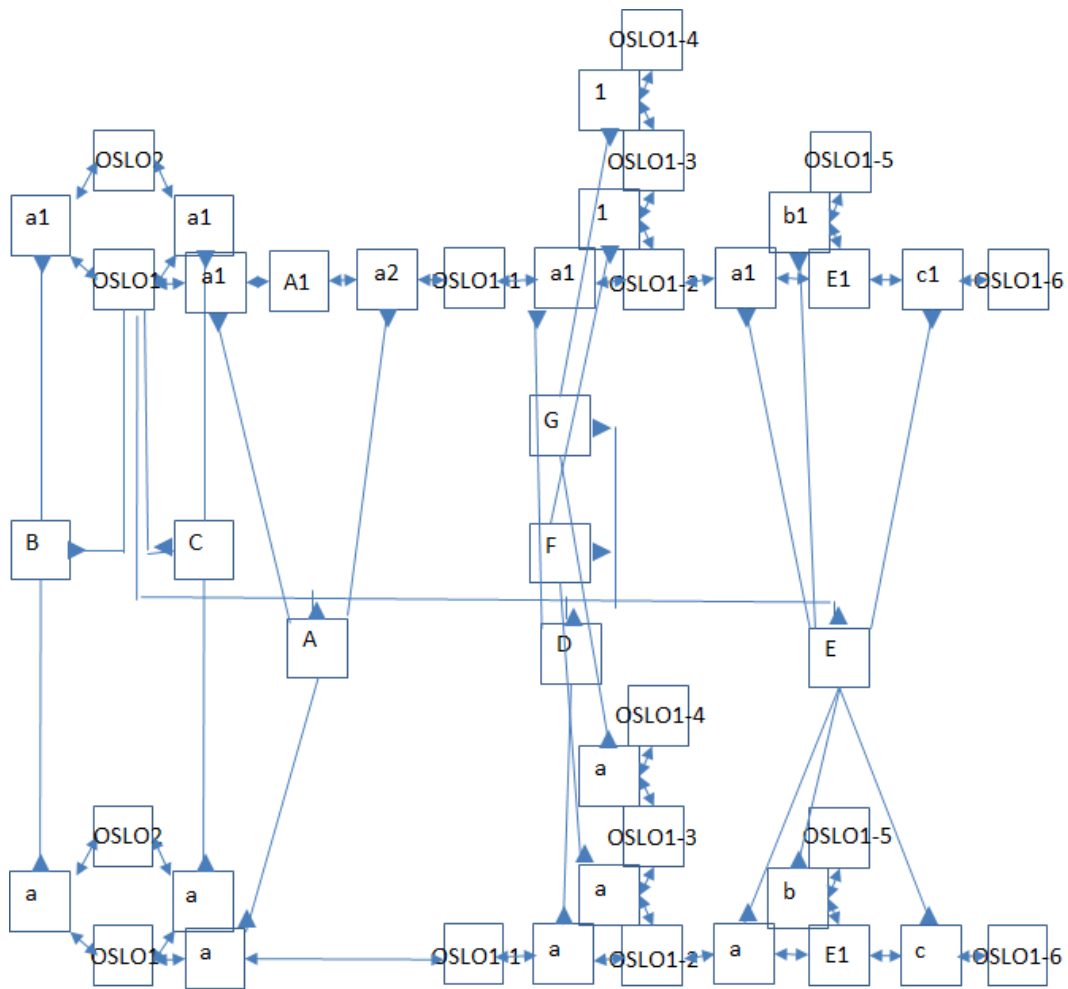 OSLO1-4
1
OSLO2
OSLO1-3
OSLO1-5
a1
a1
1
b1
OSLO1
a1
A1
a2
OSLO1-1
a1
OSLO1-2
a1
E1
c1
OSLO1-6
G
B
C
F
A
D
E
OSLO1-4
a
OSLO2
OSLO1-3
OSLO1-5
a
a
a
b
OSLO1
a
OSLO1-1
a
OSLO1-2
a
E1
c
OSLO1-6